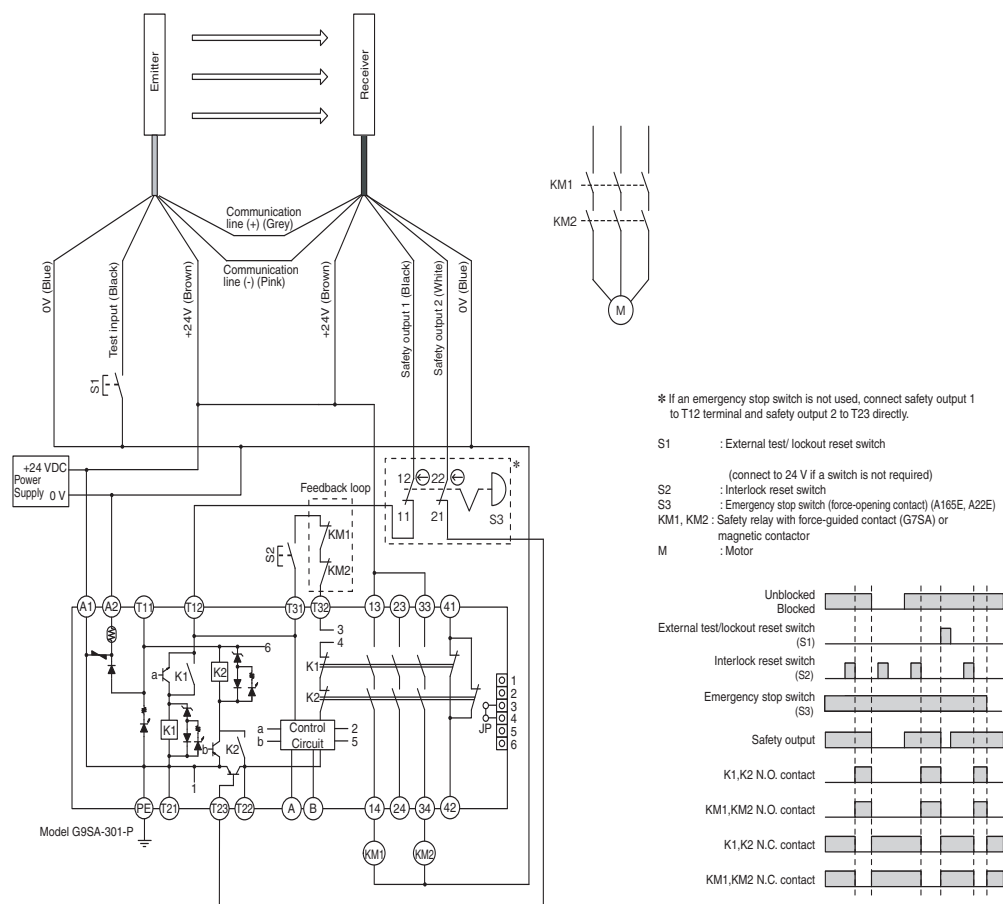 Emitter
Receiver
Communication
line (+) (Grey)
Communication
line (-) (Pink)
0V (Blue)
Test input (Black)
+24V (Brown)
+24V (Brown)
Safety output 1 (Black)
Safety output 2 (White)
0V (Blue)
S1
KM1
KM2
M
+24 VDC
Power
Supply 0 V
Feedback loop
KM1
KM2
S2
12
22
11
21
S3
*
A1
A2
T11
T12
T31
T32
13
23
33
41
3
4
6
a
K1
K2
K1
K1
K2
b
K2
1
a
b
Control
Circuit
2
5
JP
1
2
3
4
5
6
PE
T21
T23
T22
A
B
14
24
34
42
Model G9SA-301-P
KM1
KM2
* If an emergency stop switch is not used, connect safety output 1
to T12 terminal and safety output 2 to T23 directly.
S1 : External test/ lockout reset switch
(connect to 24 V if a switch is not required)
S2 : Interlock reset switch
S3 : Emergency stop switch (force-opening contact) (A165E, A22E)
KM1, KM2 : Safety relay with force-guided contact (G7SA) or
magnetic contactor
M : Motor
Unblocked
Blocked
External test/lockout reset switch
(S1)
Interlock reset switch
(S2)
Emergency stop switch
(S3)
Safety output
K1,K2 N.O. contact
KM1,KM2 N.O. contact
K1,K2 N.C. contact
KM1,KM2 N.C. contact